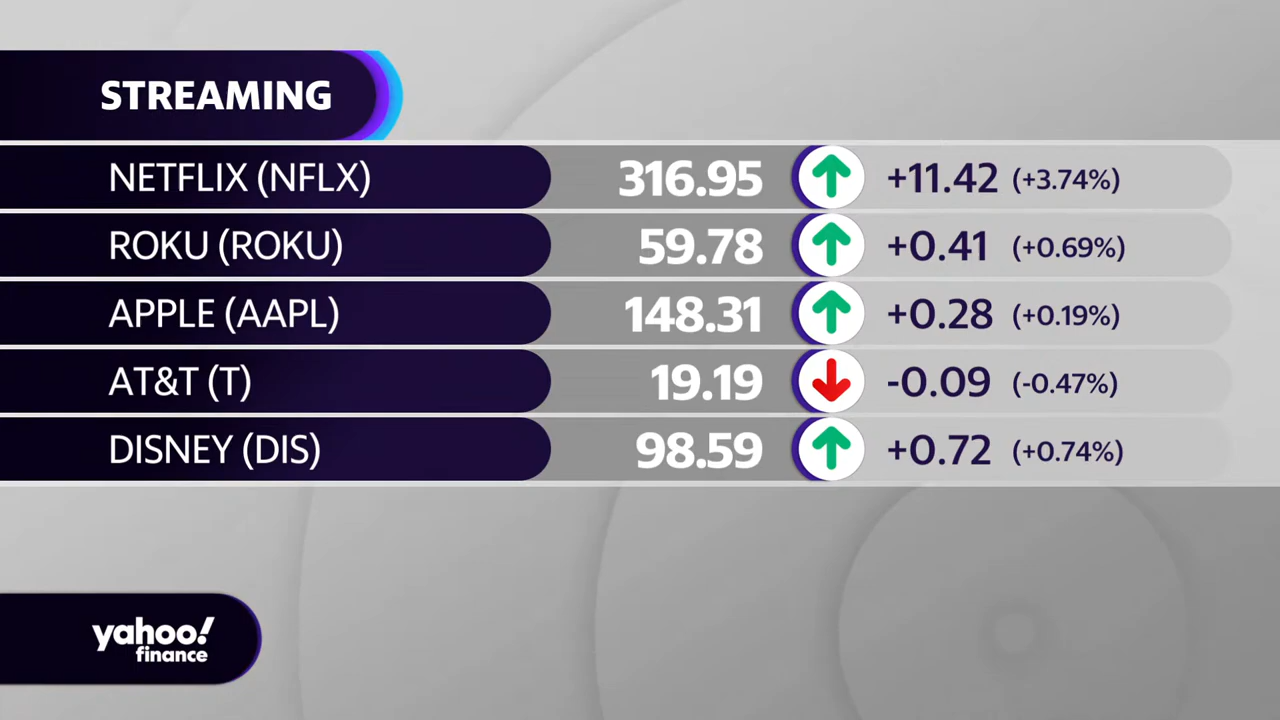 STREAMING
NETFLIX (NFLX) 316.95 +11.42 (+3.74%)
ROKU (ROKU) 59.78 +0.41 (+0.69%)
APPLE (AAPL) 148.31 +0.28 (+0.19%)
AT&T (T) 19.19 -0.09 (-0.47%)
DISNEY (DIS) 98.59 +0.72 (+0.74%)
yahoo!
finance